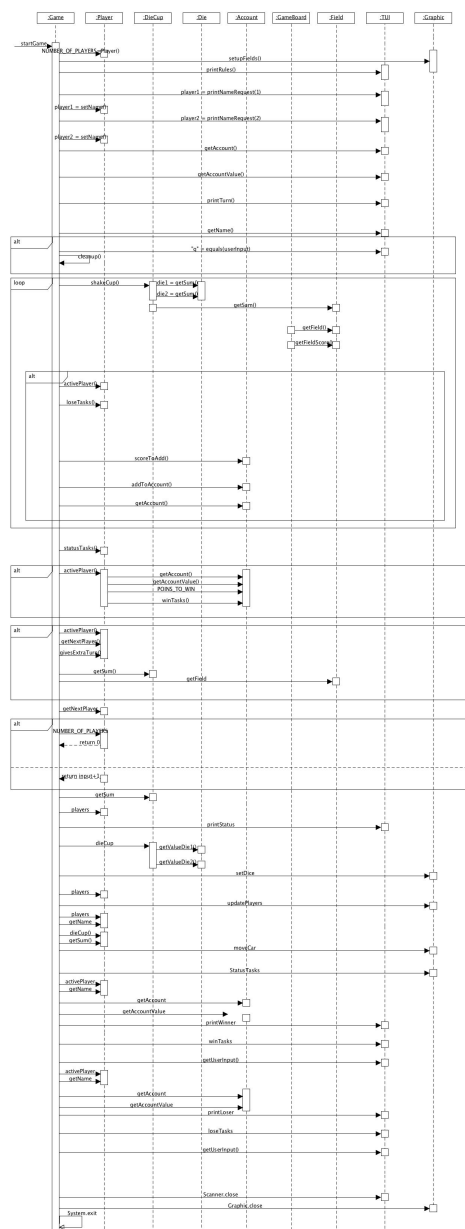 :Game :Player :DieCup :Die :Account :GameBoard :Field :TUI :Graphic
startGame
NUMBER_OF_PLAYERS
setupFields()
printRules()
player1 = printNameRequest(1)
player1 = setName()
player2 = printNameRequest(2)
player2 = setName()
getAccount()
getAccountValue()
printTurn()
getName()
alt
"q" = equals(userInput)
cleanup()
loop
shakeCup()
die1 = getSum()
die2 = getSum()
getSum()
getField()
getFieldScore()
alt
activePlayer()
loseTasks()
scoreToAdd()
addToAccount()
getAccount()
statusTasks()
alt
activePlayer()
getAccount()
getAccountValue()
POINS_TO_WIN
winTasks()
alt
activePlayer()
getNextPlayer()
givesExtraTurn()
getSum()
getField
getNextPlayer
alt
NUMBER_OF_PLAYERS
return ()
return input+1
getSum
players
printStatus
dieCup
getValueDie1()
getValueDie2()
setDice
players
updatePlayers
players
getName
dieCup()
getSum()
moveCar
StatusTasks
activePlayer
getName
getAccount
getAccountValue
printWinner
winTasks
getUserInput()
activePlayer
getName
getAccount
getAccountValue
printLoser
loseTasks
getUserInput()
Scanner.close
Graphic.close
System.exit